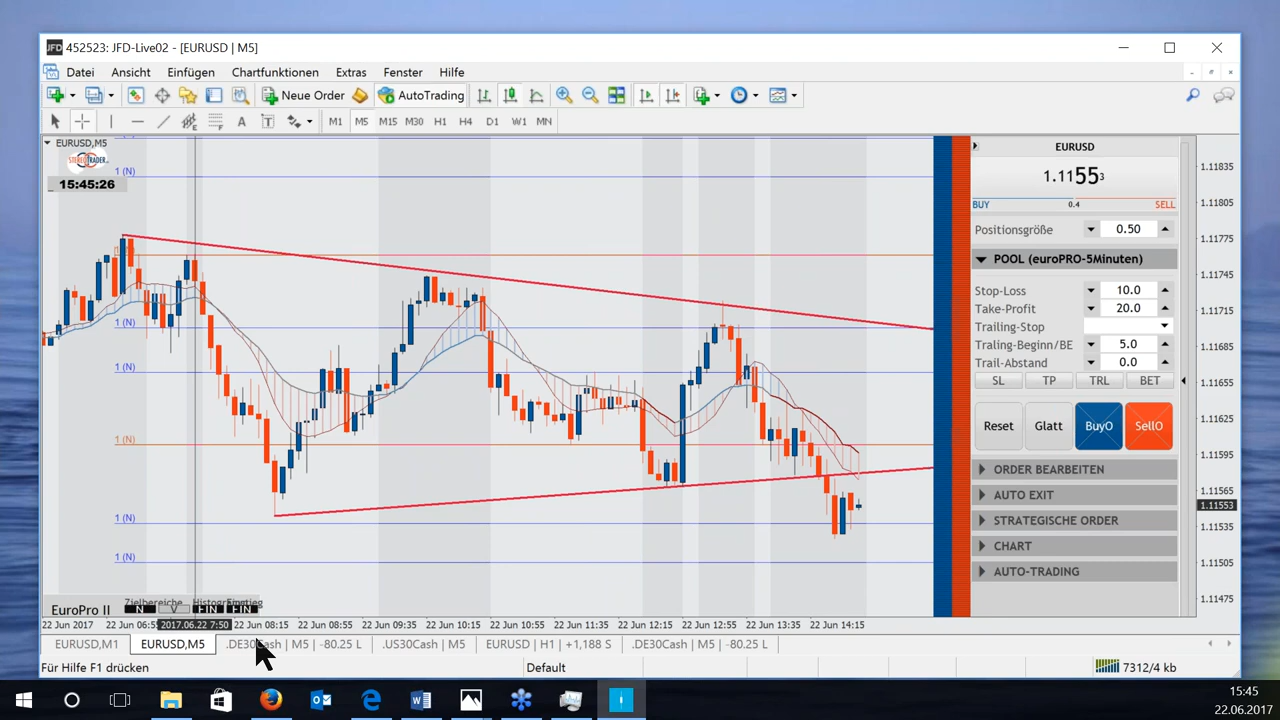 452523: JFD-Live02 - [EURUSD | M5]
Datei Ansicht Einfügen Chartfunktionen Extras Fenster Hilfe
Neue Order AutoTrading
A T M1 M5 M15 M30 H1 H4 D1 W1 MN
EURUSD,M5
STEREOTRADER
15:45:26
1 (N)
1 (N)
1 (N)
1 (N)
1 (N)
1 (N)
EuroPro II
Zielbereiche
N V EIN EIN
EURUSD
1.11553
BUY 0.4 SELL
Positionsgröße 0.50
POOL (euroPRO-5Minuten)
Stop-Loss 10.0
Take-Profit 20.0
Trailing-Stop
Traling-Beginn/BE 5.0
Trail-Abstand 0.0
SL TP TRL BET
Reset Glatt BuyO SellO
ORDER BEARBEITEN
AUTO EXIT
STRATEGISCHE ORDER
CHART
AUTO-TRADING
1.11835
1.11805
1.11775
1.11745
1.11715
1.11685
1.11655
1.11625
1.11595
1.11565
1.11553
1.11535
1.11505
1.11475
22 Jun 2017 22 Jun 06:55 2017.06.22 7:50 22 Jun 08:15 22 Jun 08:55 22 Jun 09:35 22 Jun 10:15 22 Jun 10:55 22 Jun 11:35 22 Jun 12:15 22 Jun 12:55 22 Jun 13:35 22 Jun 14:15
EURUSD,M1 EURUSD,M5 .DE30Cash | M5 | -80.25 L .US30Cash | M5 EURUSD | H1 | +1,188 S .DE30Cash | M5 | -80.25 L
Für Hilfe F1 drücken Default 7312/4 kb
15:45
22.06.2017